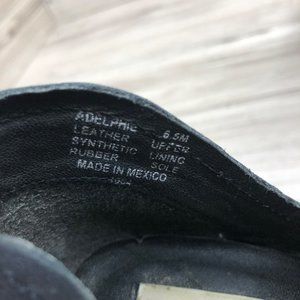 ADELPHIE 6.5M
LEATHER UPPER
SYNTHETIC LINING
RUBBER SOLE
MADE IN MEXICO